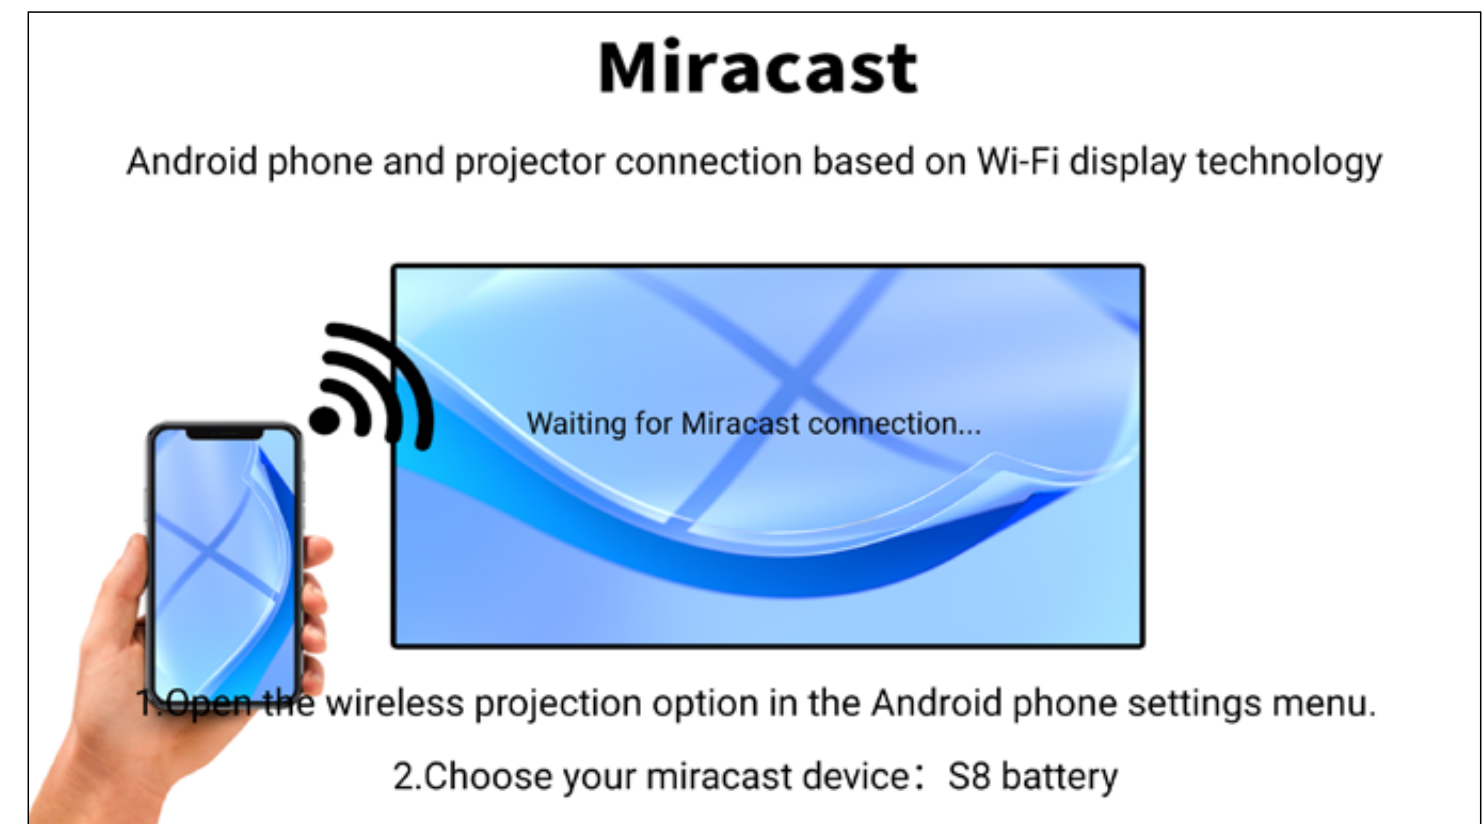 Miracast
Android phone and projector connection based on Wi-Fi display technology
Waiting for Miracast connection...
1.Open the wireless projection option in the Android phone settings menu.
2.Choose your miracast device：S8 battery